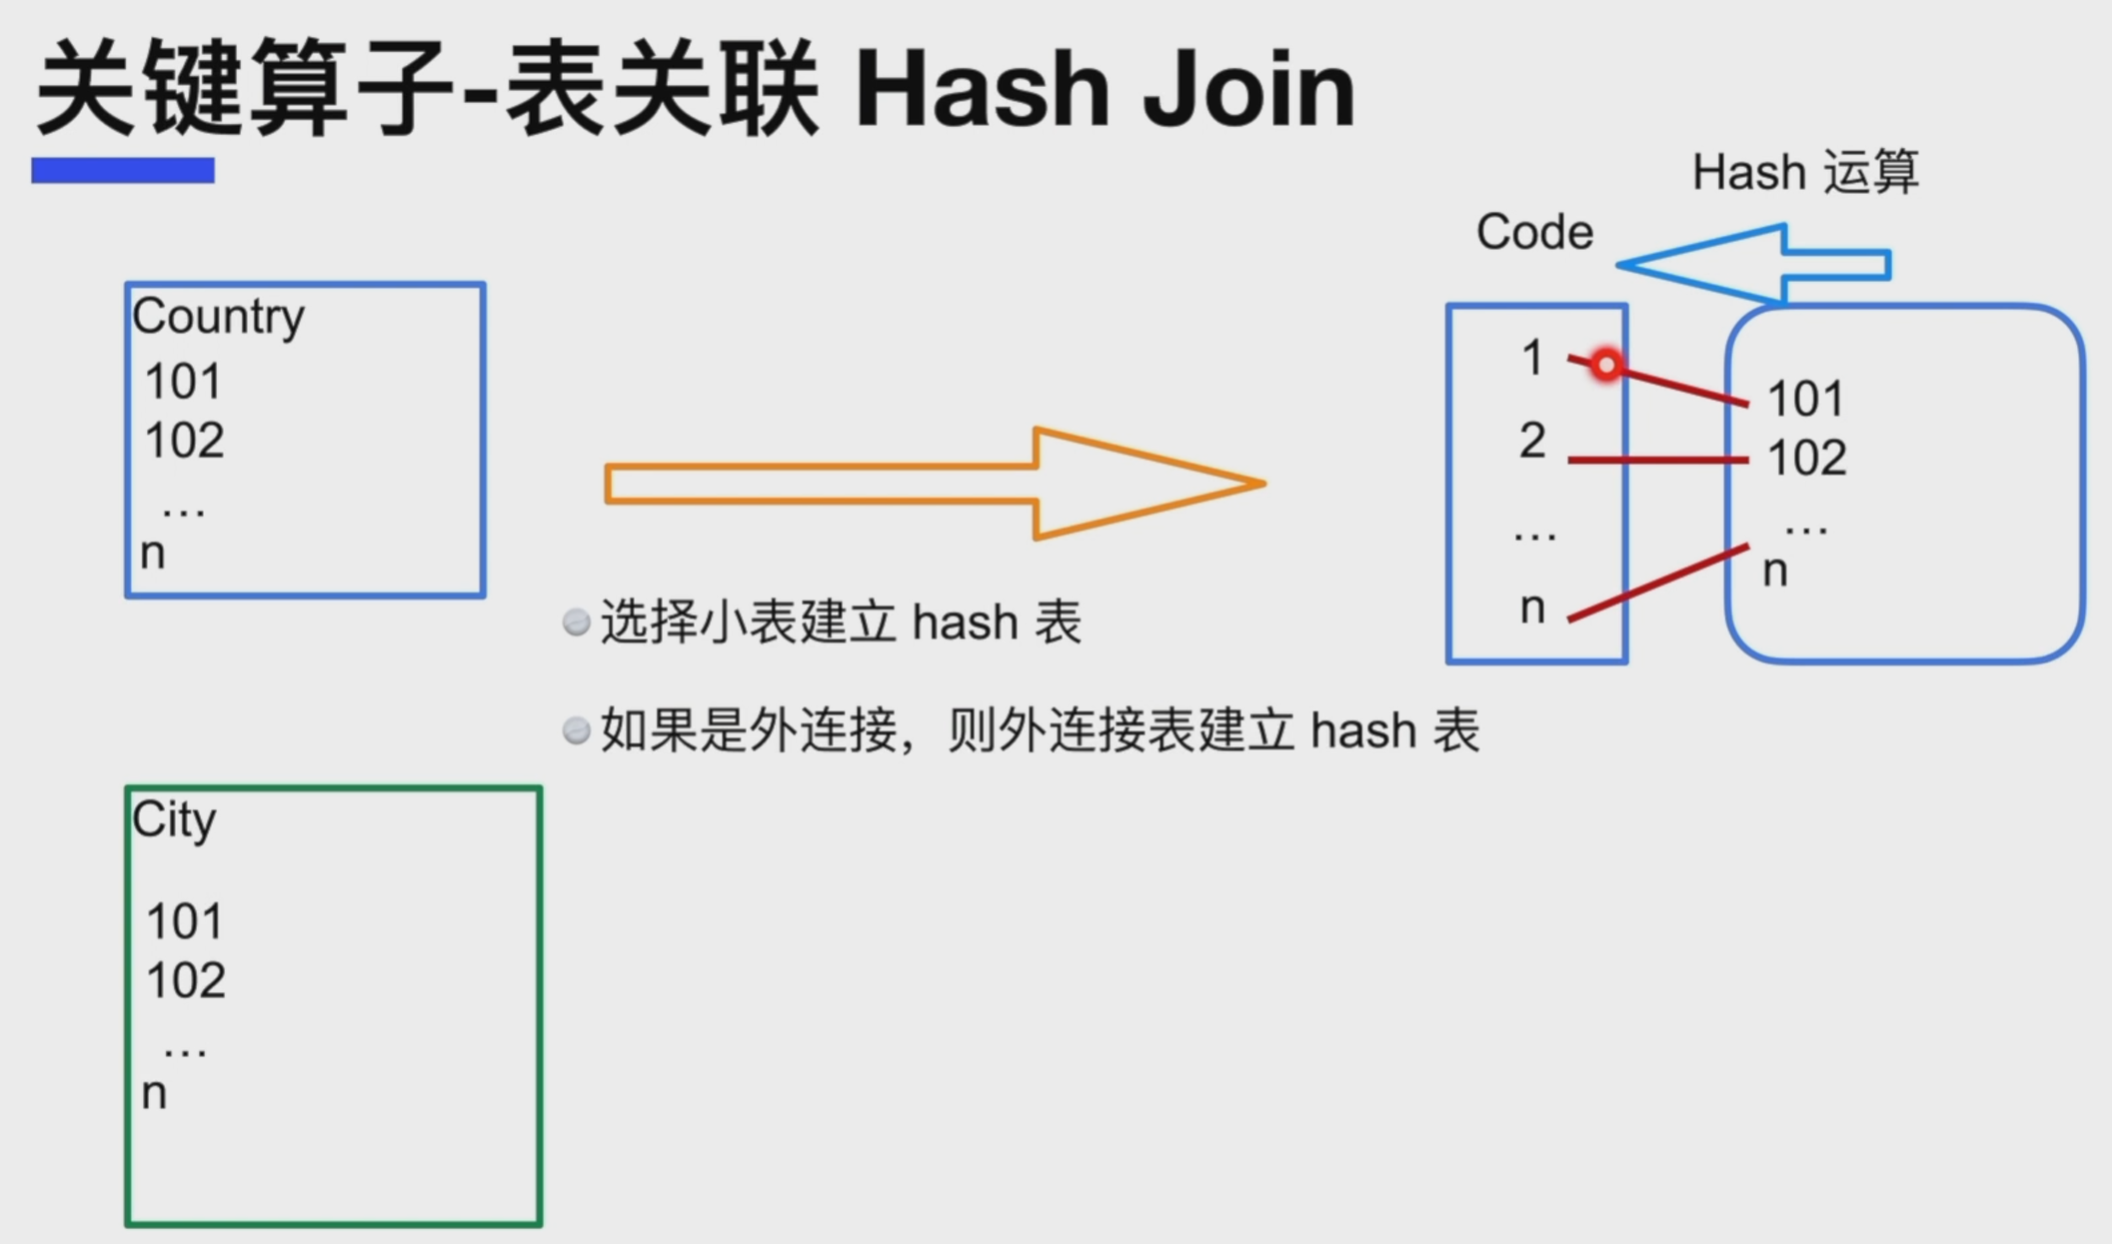 关键算子-表关联 Hash Join
Hash 运算
Code
Country
101
102
…
n
1
2
…
n
101
102
…
n
选择小表建立 hash 表
如果是外连接，则外连接表建立 hash 表
City
101
102
…
n